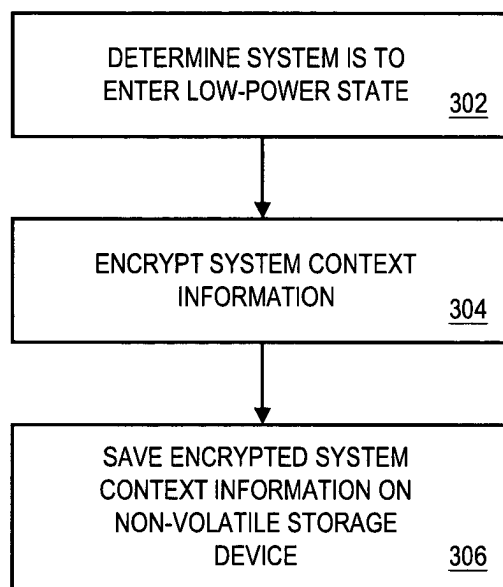 DETERMINE SYSTEM IS TO
ENTER LOW-POWER STATE
302
ENCRYPT SYSTEM CONTEXT
INFORMATION
304
SAVE ENCRYPTED SYSTEM
CONTEXT INFORMATION ON
NON-VOLATILE STORAGE
DEVICE
306